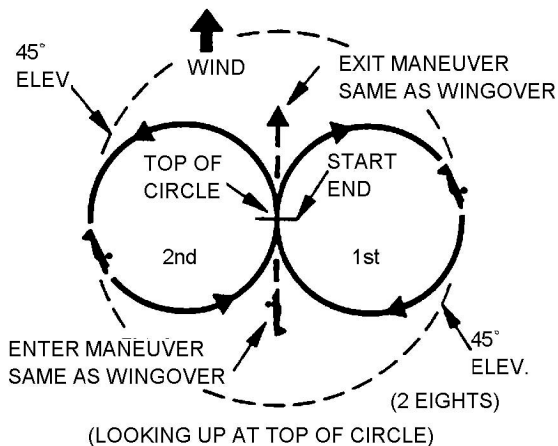 45°
ELEV.
WIND
EXIT MANEUVER
SAME AS WINGOVER
TOP OF
CIRCLE
START
END
2nd
1st
ENTER MANEUVER
SAME AS WINGOVER
45°
ELEV.
(2 EIGHTS)
(LOOKING UP AT TOP OF CIRCLE)